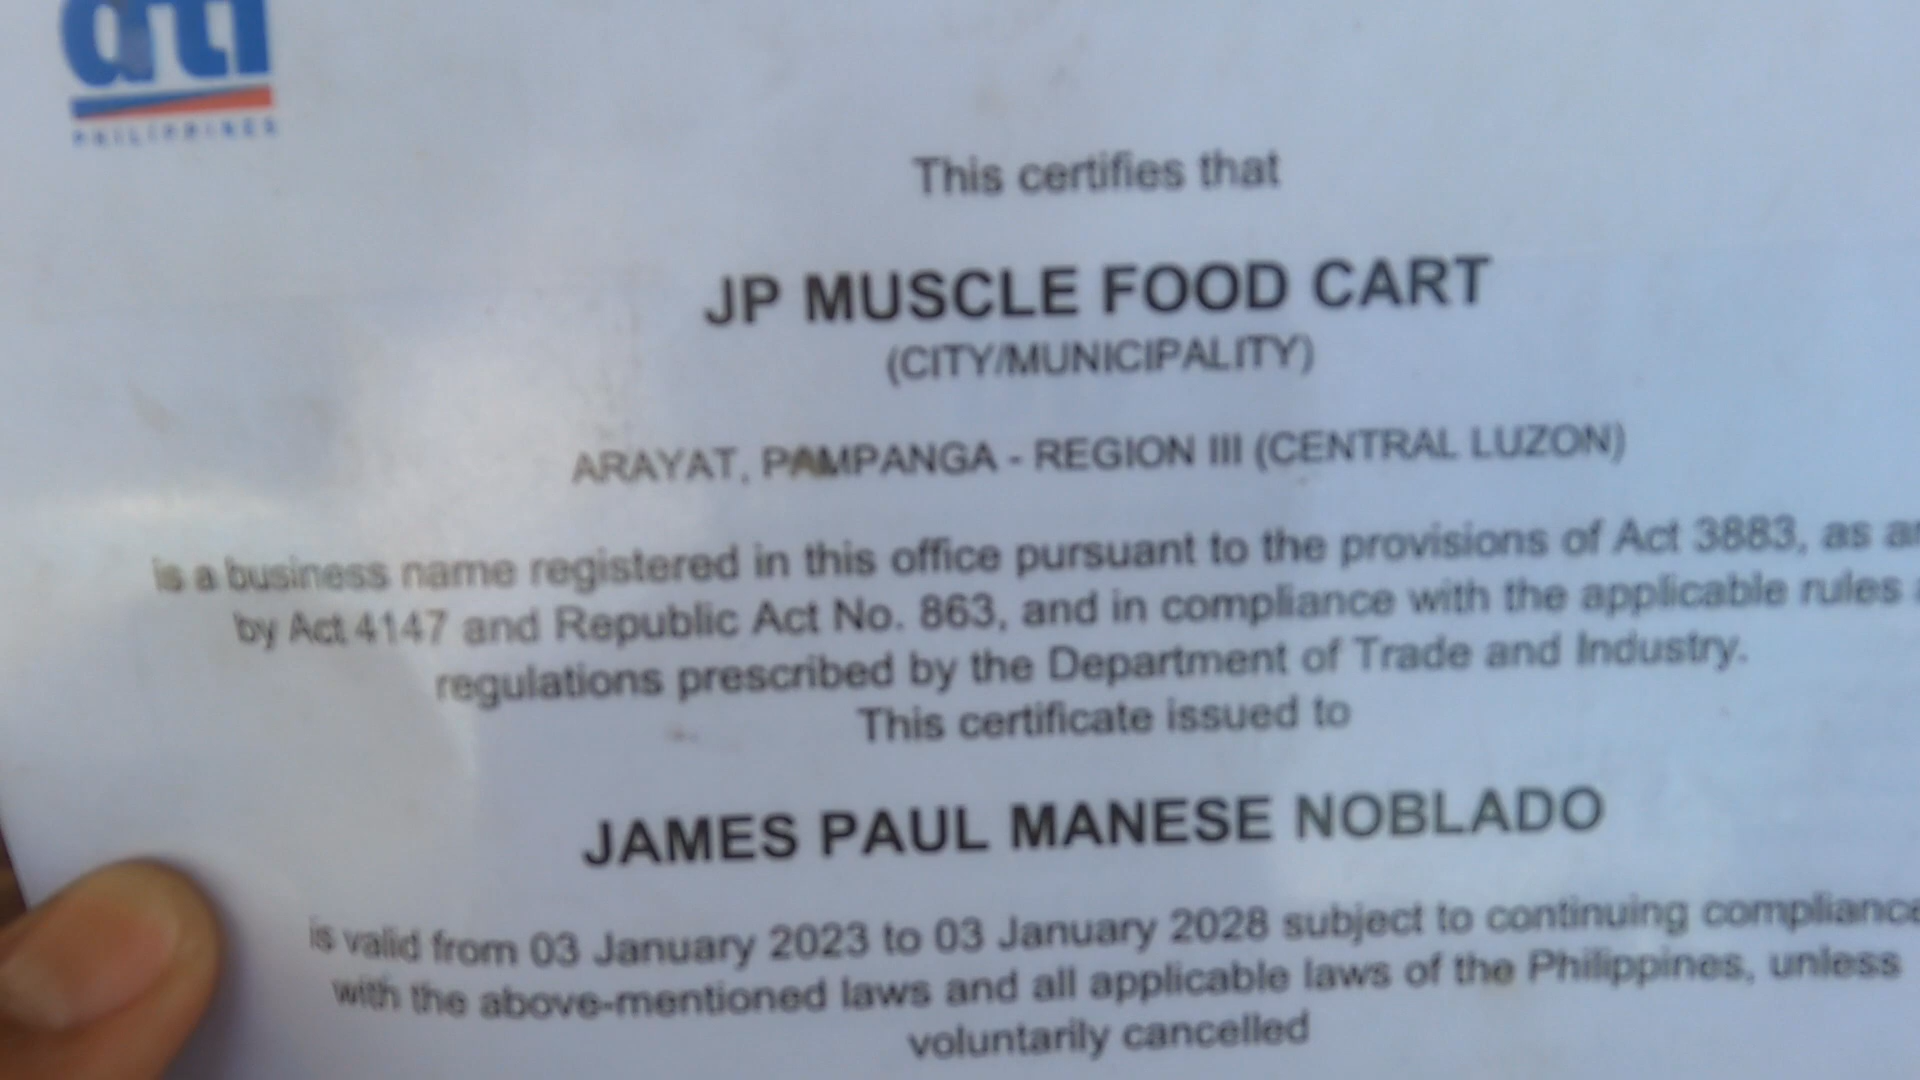 dti
PHILIPPINES
This certifies that
JP MUSCLE FOOD CART
(CITY/MUNICIPALITY)
ARAYAT, PAMPANGA - REGION III (CENTRAL LUZON)
is a business name registered in this office pursuant to the provisions of Act 3883, as
by Act 4147 and Republic Act No. 863, and in compliance with the applicable rules
regulations prescribed by the Department of Trade and Industry.
This certificate issued to
JAMES PAUL MANESE NOBLADO
is valid from 03 January 2023 to 03 January 2028 subject to continuing compliance
with the above-mentioned laws and all applicable laws of the Philippines, unless
voluntarily cancelled